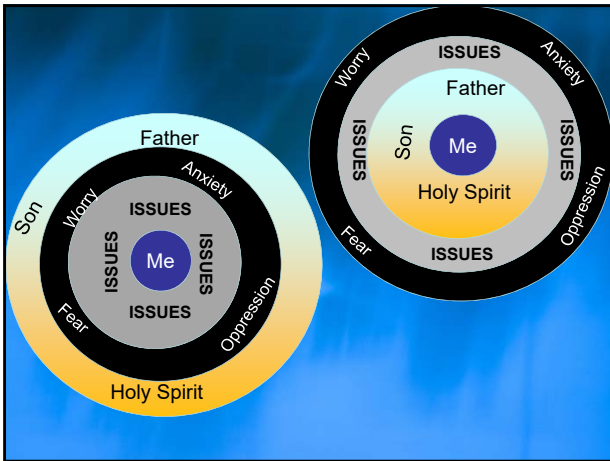 Father
Son
Anxiety
Worry
ISSUES
ISSUES
Me
ISSUES
ISSUES
Fear
Oppression
Holy Spirit
Worry
ISSUES
Anxiety
Father
ISSUES
Son
Me
ISSUES
Holy Spirit
Fear
ISSUES
Oppression